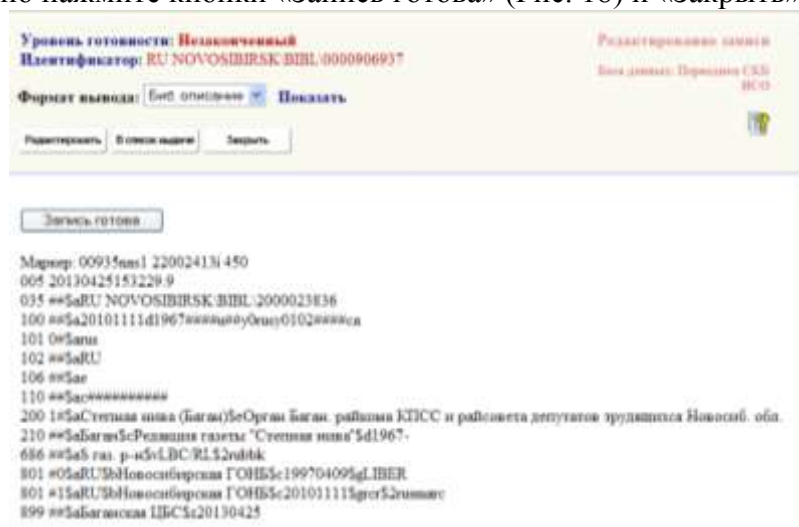 но нажмите кнопки «Запись готова» (Рис. 18) и «Закрыть»
Уровень готовности: Незаконченный
Редактирование записи
Идентификатор: RU\NOVOSIBIRSK\BIBL\0000906937
База данных: Периодика СКБ НСО
Формат вывода: Библ. описание Показать
Редактировать В список выдачи Закрыть
Запись готова
Маркер: 00935nas1 22002413i 450
005 20130425153229.9
035 ##$aRU\NOVOSIBIRSK\BIBL\2000023836
101 0#$arus
102 ##$aRU
106 ##$ae
110 ##$ac##########
200 1#$aСтепная нива (Баган)$eОрган Баган. райкома КПСС и райсовета депутатов трудящихся Новосиб. обл.
210 ##$aБаган$cРедакция газеты "Степная нива"$d1967-
686 ##$a5 газ. р-н$vLBC/RL$2rubbk
801 #0$aRU$bНовосибирская ГОНБ$c19970409$gLIBER
801 #1$aRU$bНовосибирская ГОНБ$c20101111$grcr$2rusmarc
899 ##$aБаганская ЦБС$z20130425